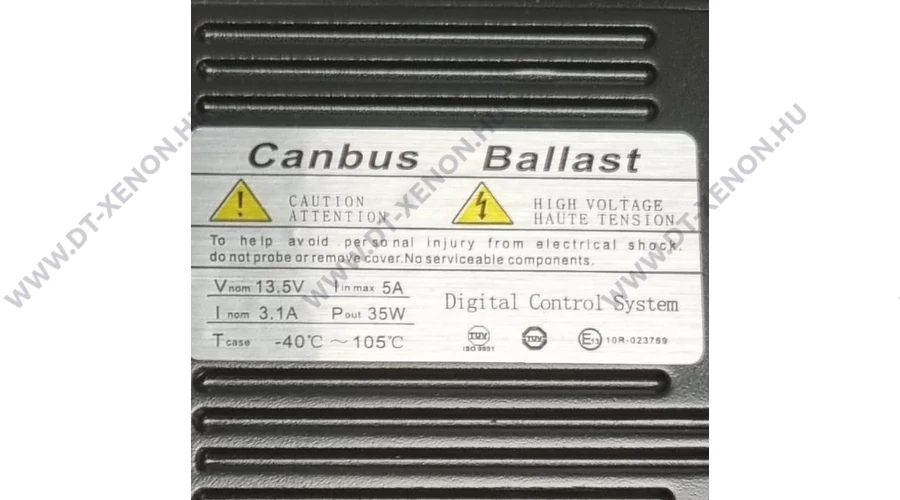 Canbus Ballast
CAUTION
ATTENTION
HIGH VOLTAGE
HAUTE TENSION
To help avoid personal injury from electrical shock,
do not probe or remove cover. No serviceable components.
Vnom 13.5V Iin max 5A
I nom 3.1A Pout 35W
Tcase -40℃ ~ 105℃
Digital Control System
TUV
ISO 9001
TUV
E11 10R-023769
WWW.DT-XENON.HU
WWW.DT-XENON.HU
WWW.DT-XENON.HU